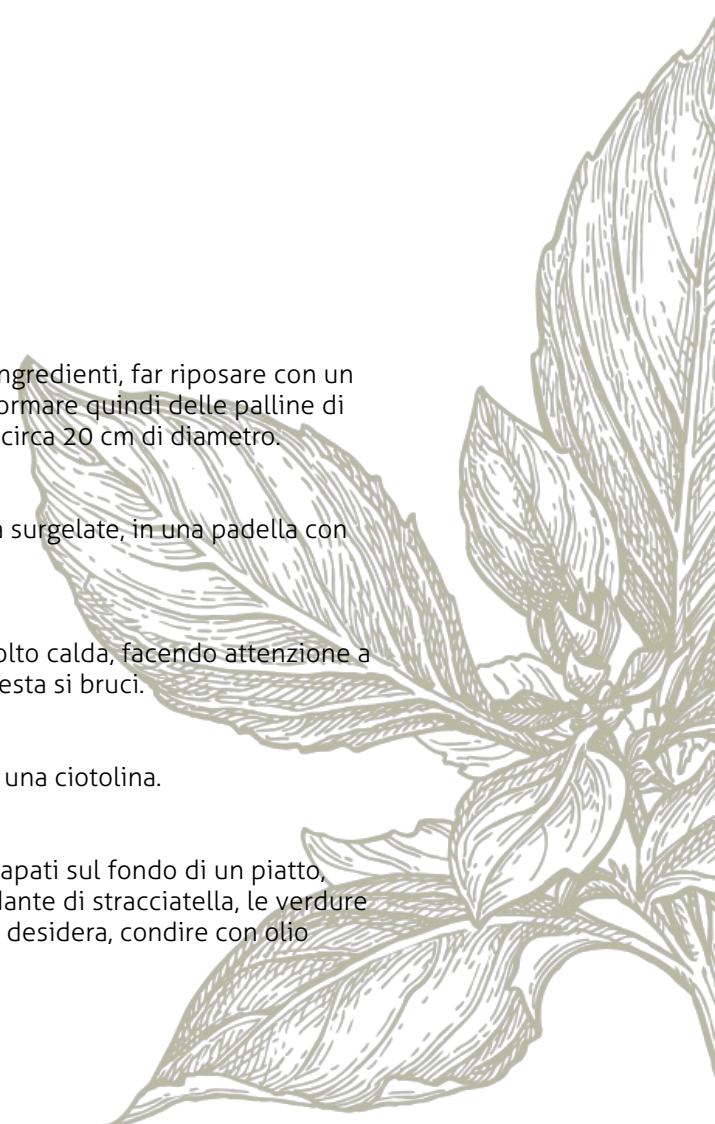 ngredienti, far riposare con un
ormare quindi delle palline di
circa 20 cm di diametro.
surgelate, in una padella con
olto calda, facendo attenzione a
esta si bruci.
una ciotolina.
apati sul fondo di un piatto,
dante di stracciatella, le verdure
desidera, condire con olio